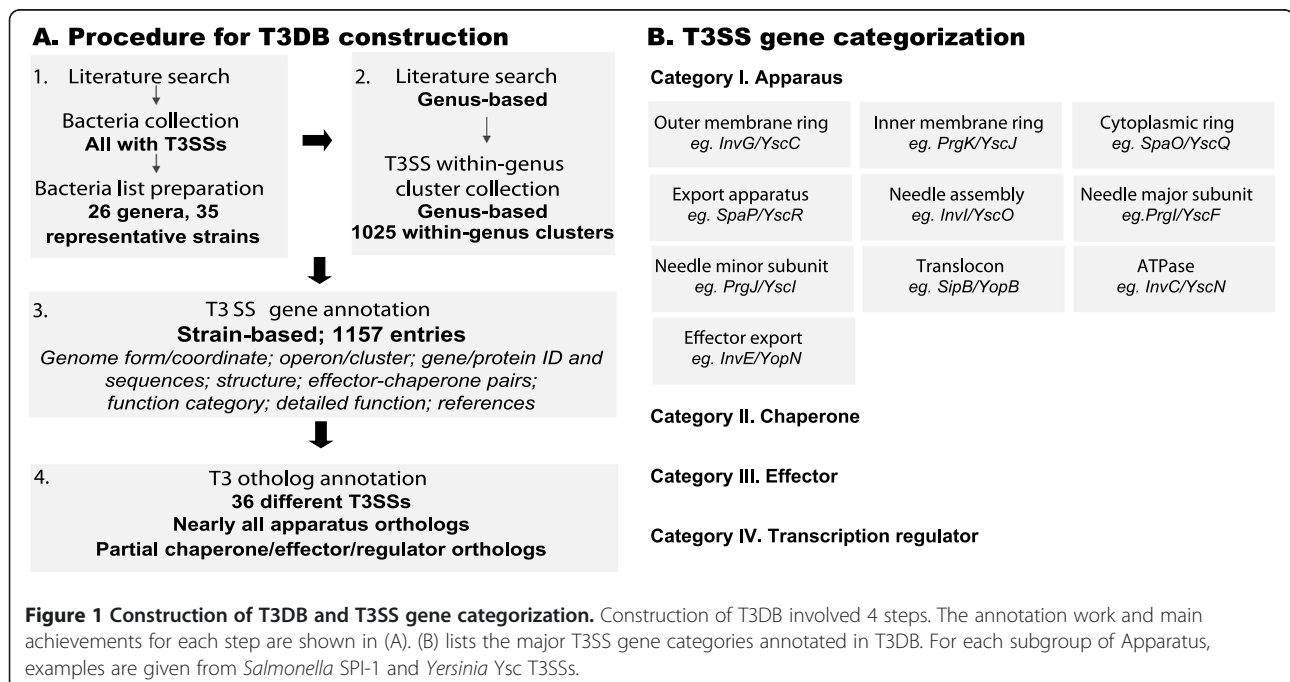 A. Procedure for T3DB construction
1. Literature search
Bacteria collection
All with T3SSs
Bacteria list preparation
26 genera, 35
representative strains
2. Literature search
Genus-based
T3SS within-genus
cluster collection
Genus-based
1025 within-genus clusters
3. T3 SS gene annotation
Strain-based; 1157 entries
Genome form/coordinate; operon/cluster; gene/protein ID and
sequences; structure; effector-chaperone pairs;
function category; detailed function; references
4. T3 otholog annotation
36 different T3SSs
Nearly all apparatus orthologs
Partial chaperone/effector/regulator orthologs
B. T3SS gene categorization
Category I. Apparaus
Outer membrane ring
eg. InvG/YscC
Inner membrane ring
eg. PrgK/YscJ
Cytoplasmic ring
eg. SpaO/YscQ
Export apparatus
eg. SpaP/YscR
Needle assembly
eg. InvI/YscO
Needle major subunit
eg.PrgI/YscF
Needle minor subunit
eg. PrgJ/YscI
Translocon
eg. SipB/YopB
ATPase
eg. InvC/YscN
Effector export
eg. InvE/YopN
Category II. Chaperone
Category III. Effector
Category IV. Transcription regulator
Figure 1 Construction of T3DB and T3SS gene categorization. Construction of T3DB involved 4 steps. The annotation work and main
achievements for each step are shown in (A). (B) lists the major T3SS gene categories annotated in T3DB. For each subgroup of Apparatus,
examples are given from Salmonella SPI-1 and Yersinia Ysc T3SSs.